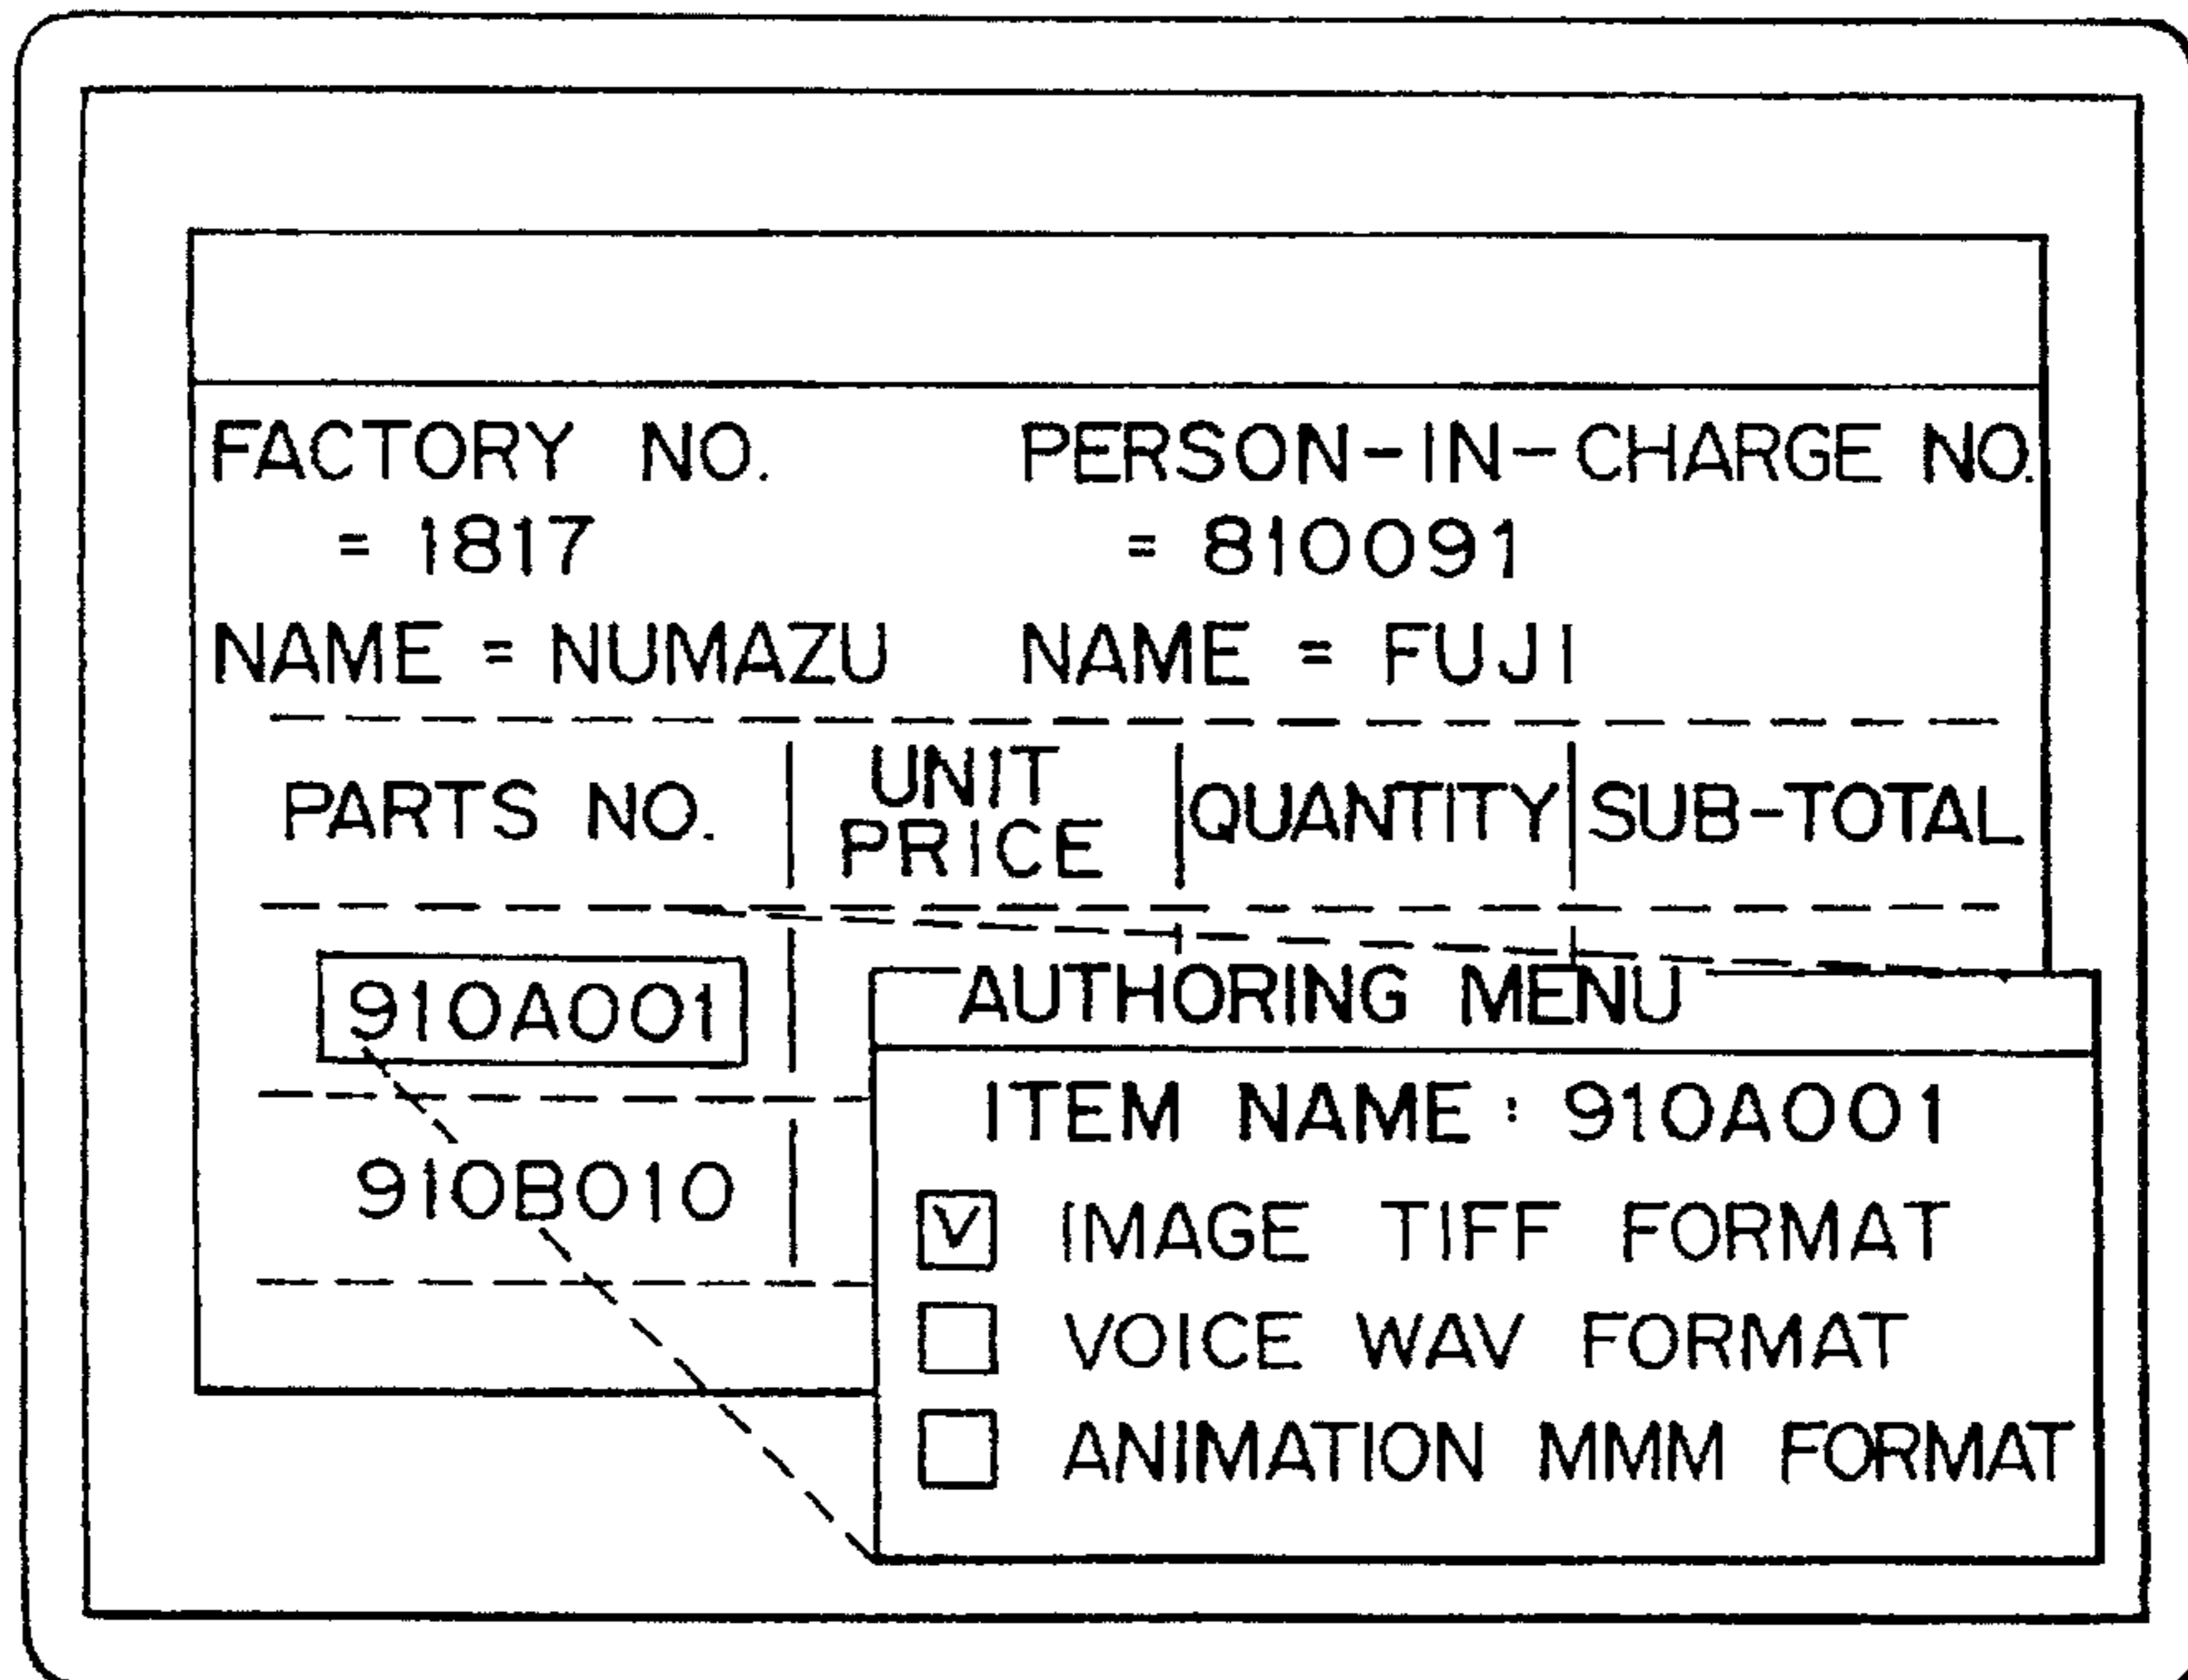 FACTORY NO. PERSON-IN-CHARGE NO.
= 1817 = 810091
NAME = NUMAZU NAME = FUJI
PARTS NO. UNIT PRICE QUANTITY SUB-TOTAL
910A001
910B010
AUTHORING MENU
ITEM NAME: 910A001
V IMAGE TIFF FORMAT
VOICE WAV FORMAT
ANIMATION MMM FORMAT